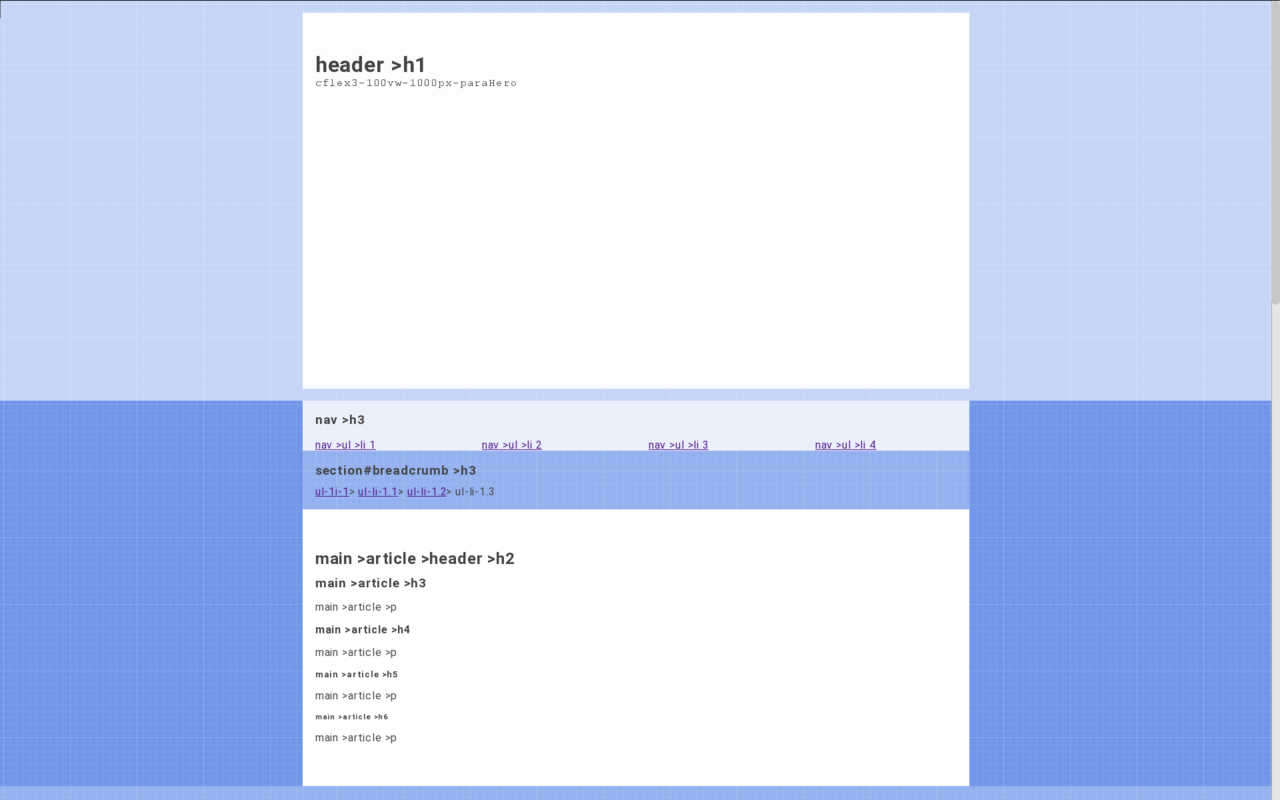 header >h1
cflex3-100vw-1000px-paraHero
nav >h3
nav >ul >li 1 nav >ul >li 2 nav >ul >li 3 nav >ul >li 4
section#breadcrumb >h3
ul-1i-1> ul-li-1.1> ul-li-1.2> ul-li-1.3
main >article >header >h2
main >article >h3
main >article >p
main >article >h4
main >article >p
main >article >h5
main >article >p
main >article >h6
main >article >p